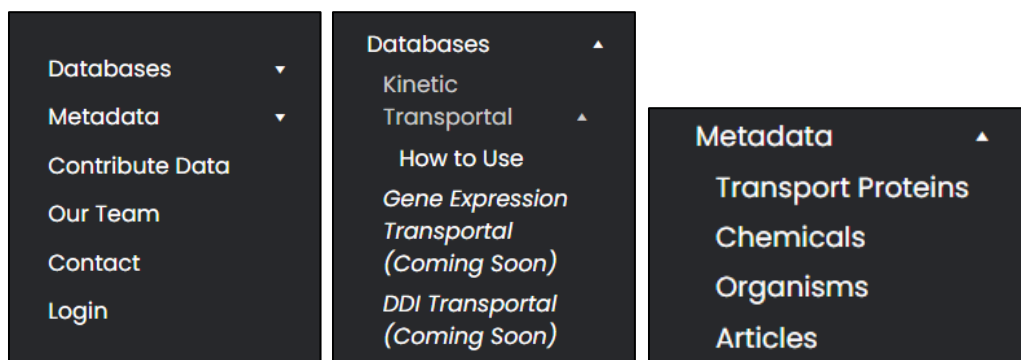 Databases
Metadata
Contribute Data
Our Team
Contact
Login
Databases
Kinetic
Transportal
How to Use
Gene Expression
Transportal
(Coming Soon)
DDI Transportal
(Coming Soon)
Metadata
Transport Proteins
Chemicals
Organisms
Articles